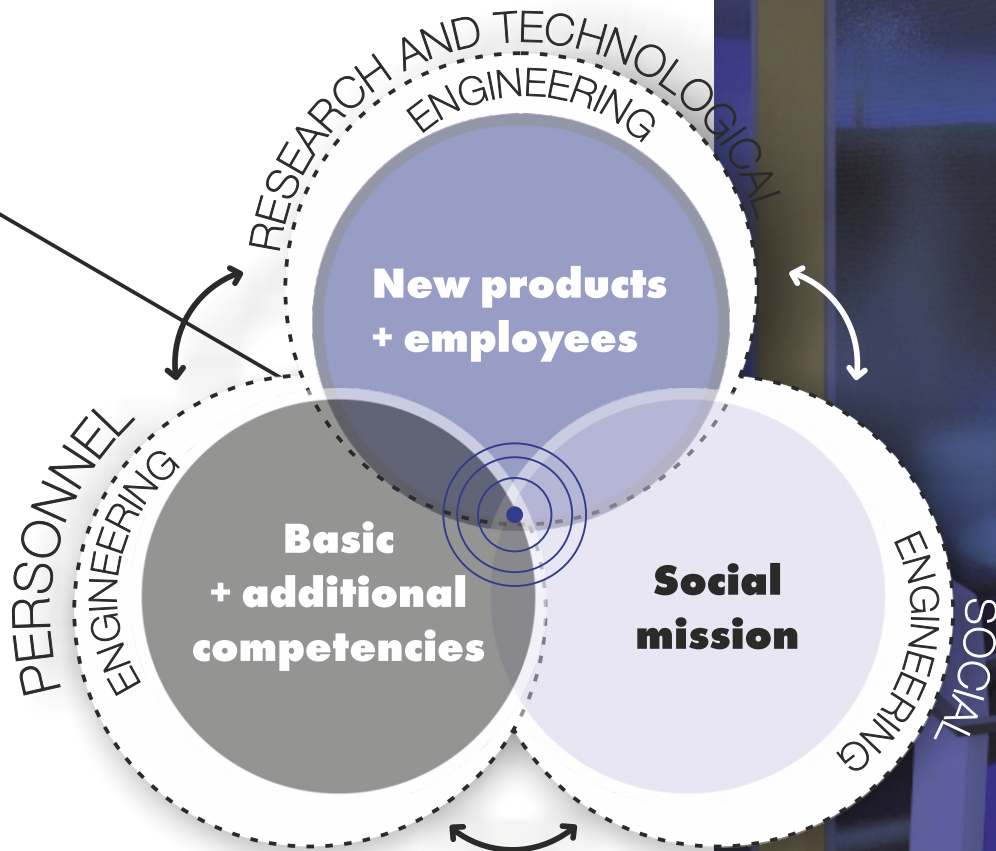 RESEARCH AND TECHNOLOGICAL
ENGINEERING
New products
+ employees
PERSONNEL
ENGINEERING
Basic
+ additional
competencies
Social
mission
ENGINEERING
SOCIAL